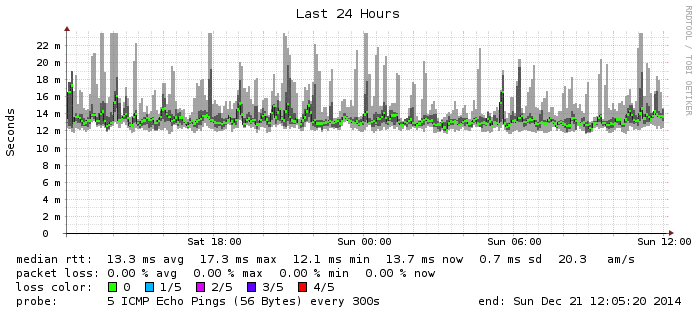 Last 24 Hours
RRDTOOL / TOBI OETIKER
Seconds
22 m
20 m
18 m
16 m
14 m
12 m
10 m
8 m
6 m
4 m
2 m
0
Sat 18:00 Sun 00:00 Sun 06:00 Sun 12:00
median rtt: 13.3 ms avg 17.3 ms max 12.1 ms min 13.7 ms now 0.7 ms sd 20.3 am/s
packet loss: 0.00 % avg 0.00 % max 0.00 % min 0.00 % now
loss color: 0 1/5 2/5 3/5 4/5
probe: 5 ICMP Echo Pings (56 Bytes) every 300s end: Sun Dec 21 12:05:20 2014